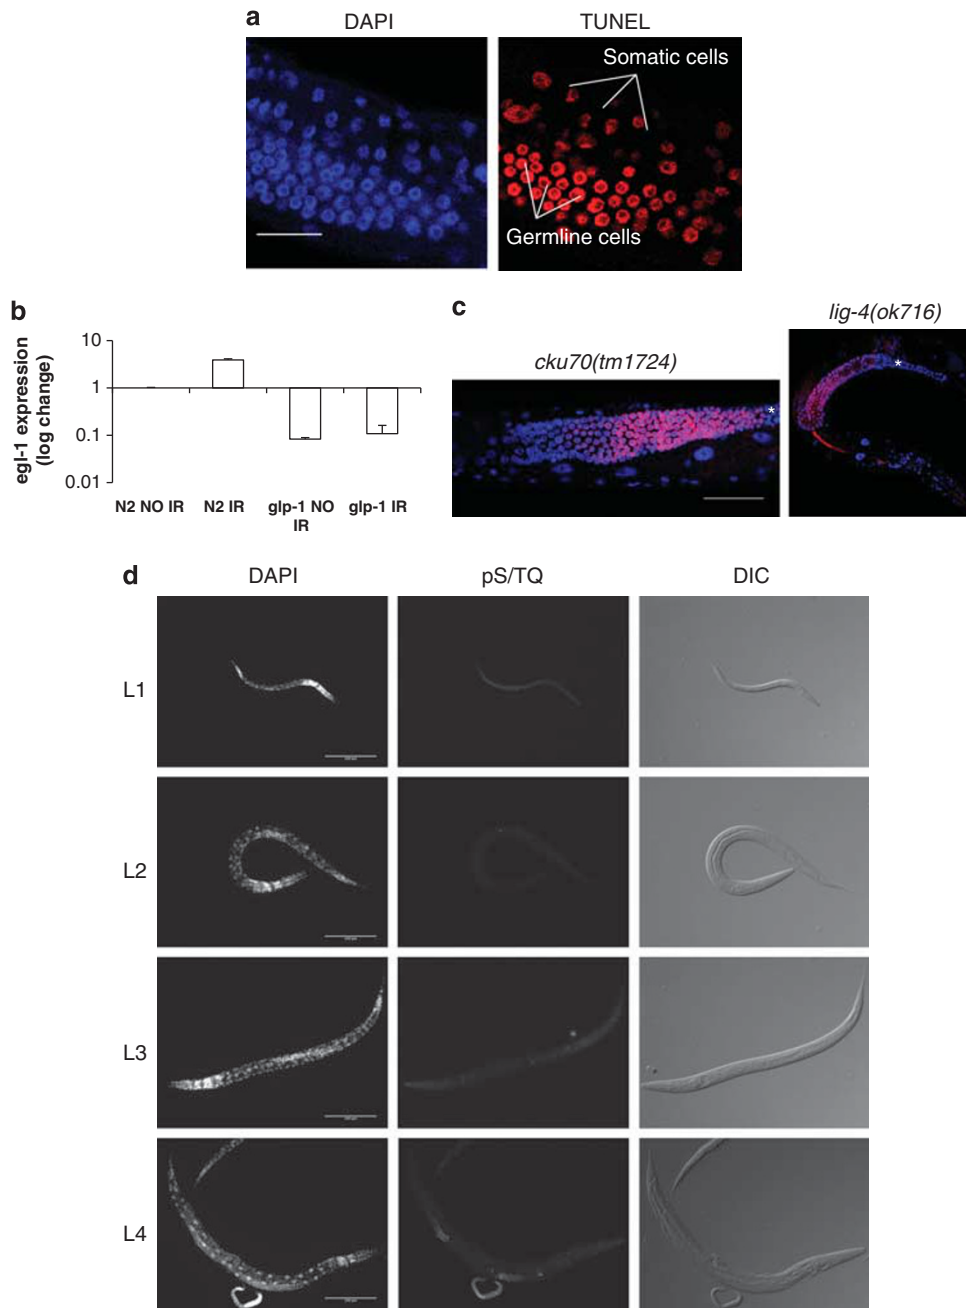 a
DAPI
TUNEL
Somatic cells
Germline cells
b
egl-1 expression
(log change)
10
1
0.1
0.01
N2 NO IR
N2 IR
glp-1 NO
IR
glp-1 IR
c
cku70(tm1724)
*
lig-4(ok716)
*
d
DAPI
pS/TQ
DIC
L1
L2
L3
L4